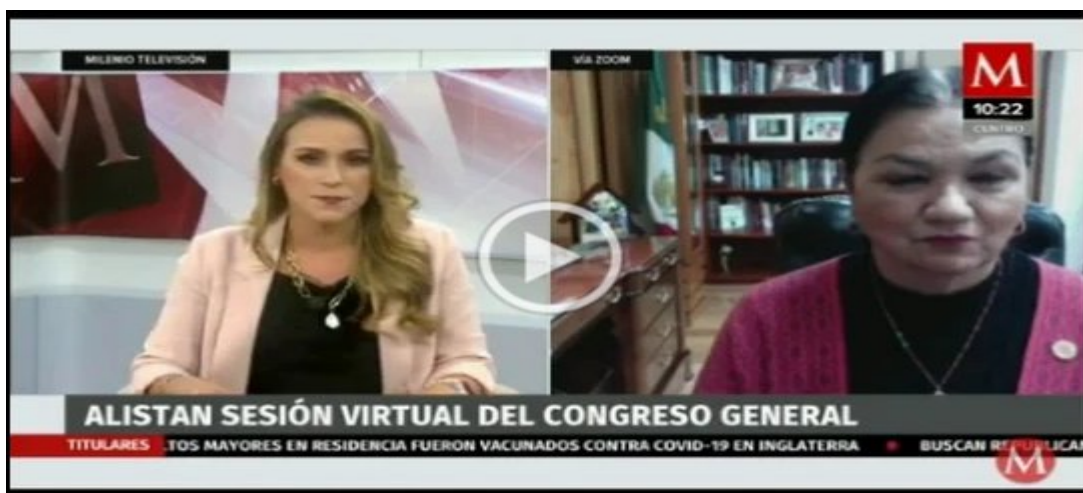 MILENIO TELEVISIÓN
VÍA ZOOM
M
10:22
CENTRO
ALISTAN SESIÓN VIRTUAL DEL CONGRESO GENERAL
TITULARES TOS MAYORES EN RESIDENCIA FUERON VACUNADOS CONTRA COVID-19 EN INGLATERRA BUSCAN
M